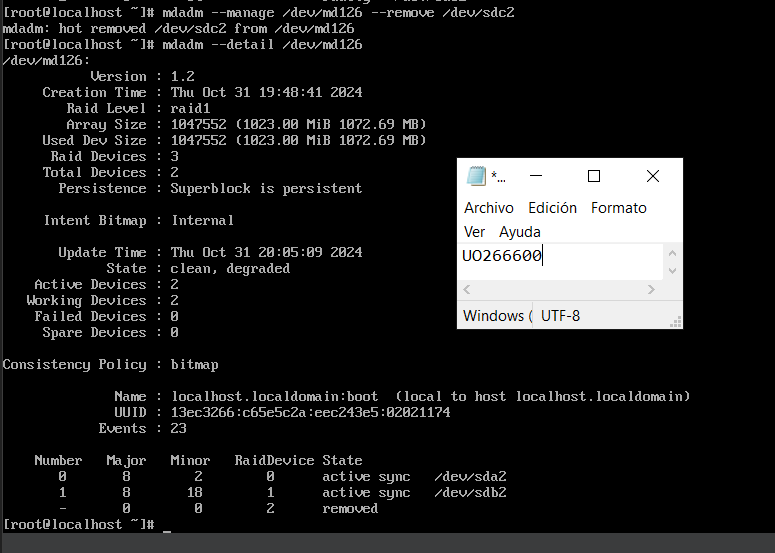 [root@localhost ~]# mdadm --manage /dev/md126 --remove /dev/sdc2
mdadm: hot removed /dev/sdc2 from /dev/md126
[root@localhost ~]# mdadm --detail /dev/md126
/dev/md126:
Version : 1.2
Creation Time : Thu Oct 31 19:48:41 2024
Raid Level : raid1
Array Size : 1047552 (1023.00 MiB 1072.69 MB)
Used Dev Size : 1047552 (1023.00 MiB 1072.69 MB)
Raid Devices : 3
Total Devices : 2
Persistence : Superblock is persistent
Intent Bitmap : Internal
Update Time : Thu Oct 31 20:05:09 2024
State : clean, degraded
Active Devices : 2
Working Devices : 2
Failed Devices : 0
Spare Devices : 0
Consistency Policy : bitmap
Name : localhost.localdomain:boot (local to host localhost.localdomain)
UUID : 13ec3266:c65e5c2a:eec243e5:02021174
Events : 23
Number Major Minor RaidDevice State
0 8 2 0 active sync /dev/sda2
1 8 18 1 active sync /dev/sdb2
- 0 0 2 removed
[root@localhost ~]# _
*...
Archivo Edición Formato
Ver Ayuda
UO266600
Windows (
UTF-8